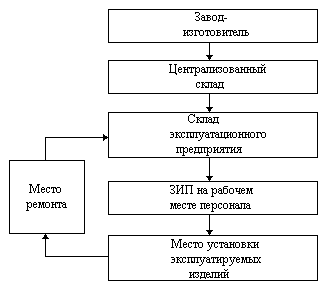 Завод-
изготовитель
Централизованный
склад
Склад
эксплуатационного
предприятия
Место
ремонта
ЗИП на рабочем
месте персонала
Место установки
эксплуатируемых
изделий